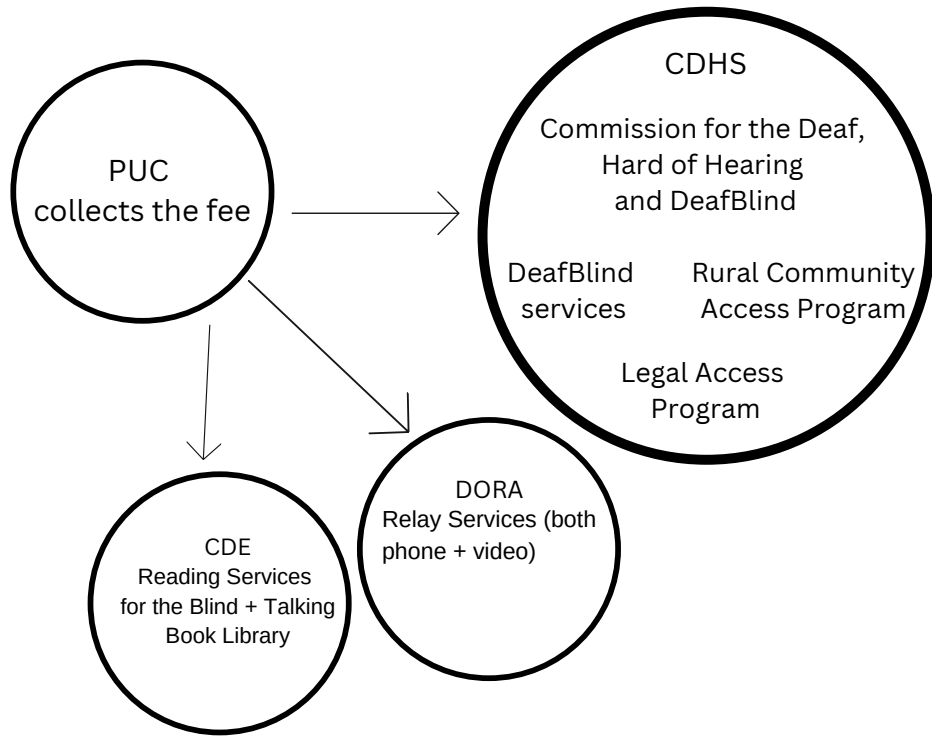 PUC
collects the fee
CDHS
Commission for the Deaf,
Hard of Hearing
and DeafBlind
DeafBlind
services
Rural Community
Access Program
Legal Access
Program
DORA
Relay Services (both
phone + video)
CDE
Reading Services
for the Blind + Talking
Book Library